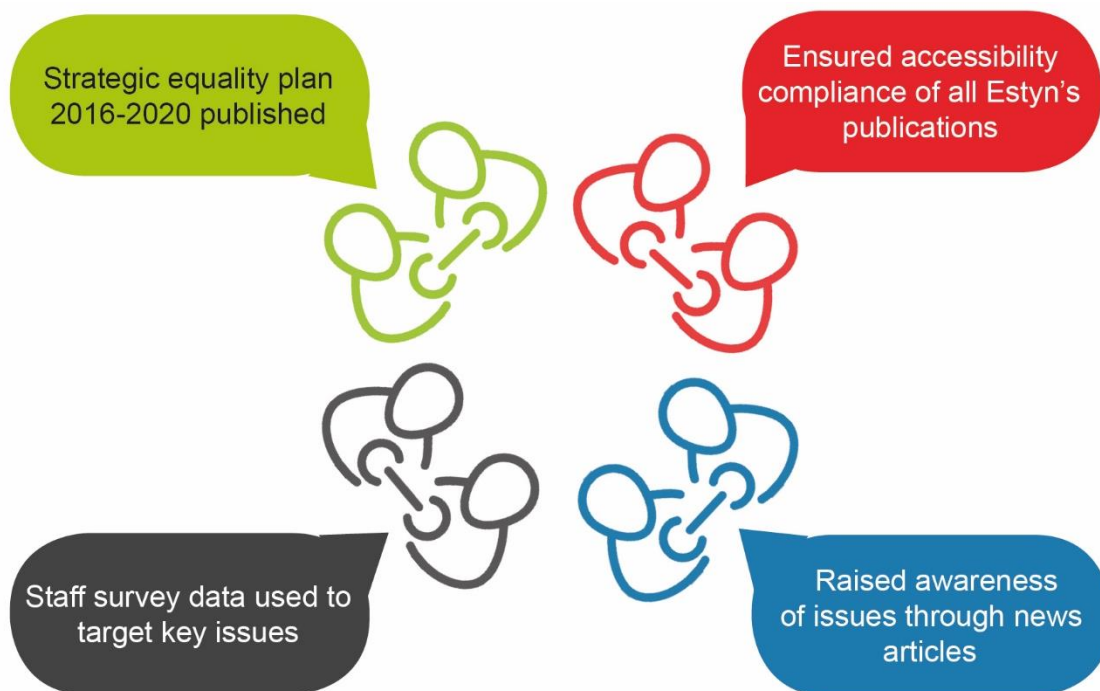 Strategic equality plan
2016-2020 published
Ensured accessibility
compliance of all Estyn’s
publications
Staff survey data used to
target key issues
Raised awareness
of issues through news
articles